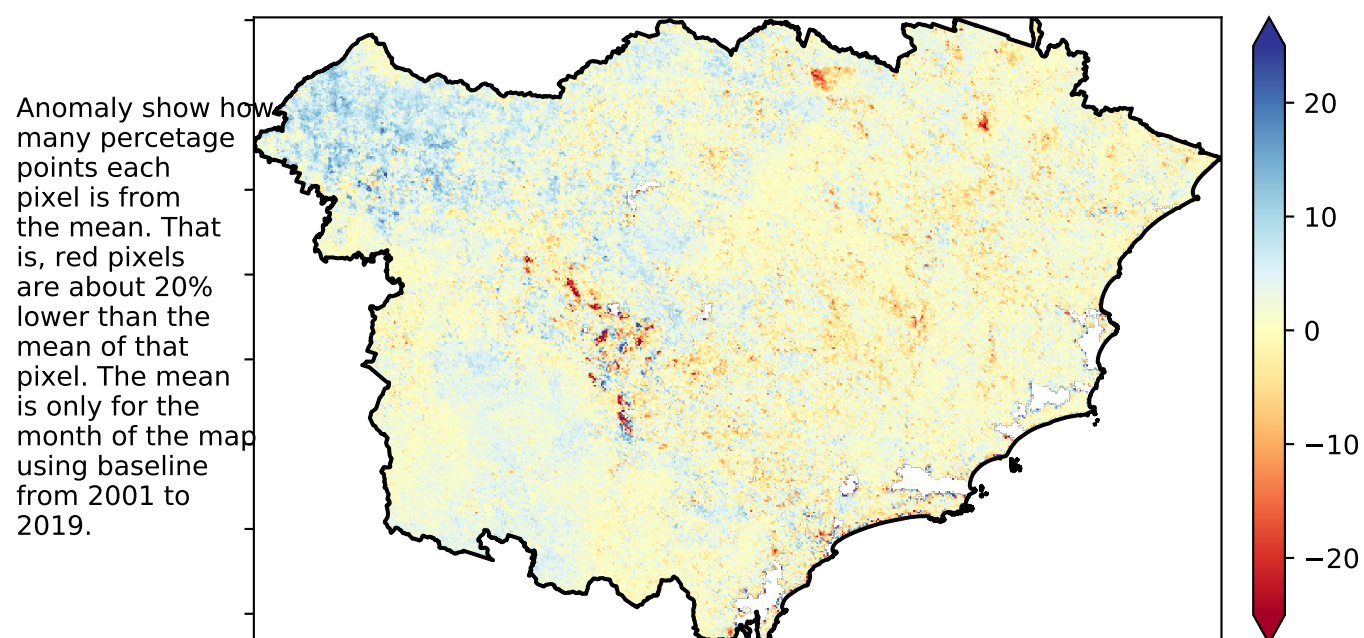 Anomaly show how
many percetage
points each
pixel is from
the mean. That
is, red pixels
are about 20%
lower than the
mean of that
pixel. The mean
is only for the
month of the map
using baseline
from 2001 to
2019.
20
10
0
−10
−20